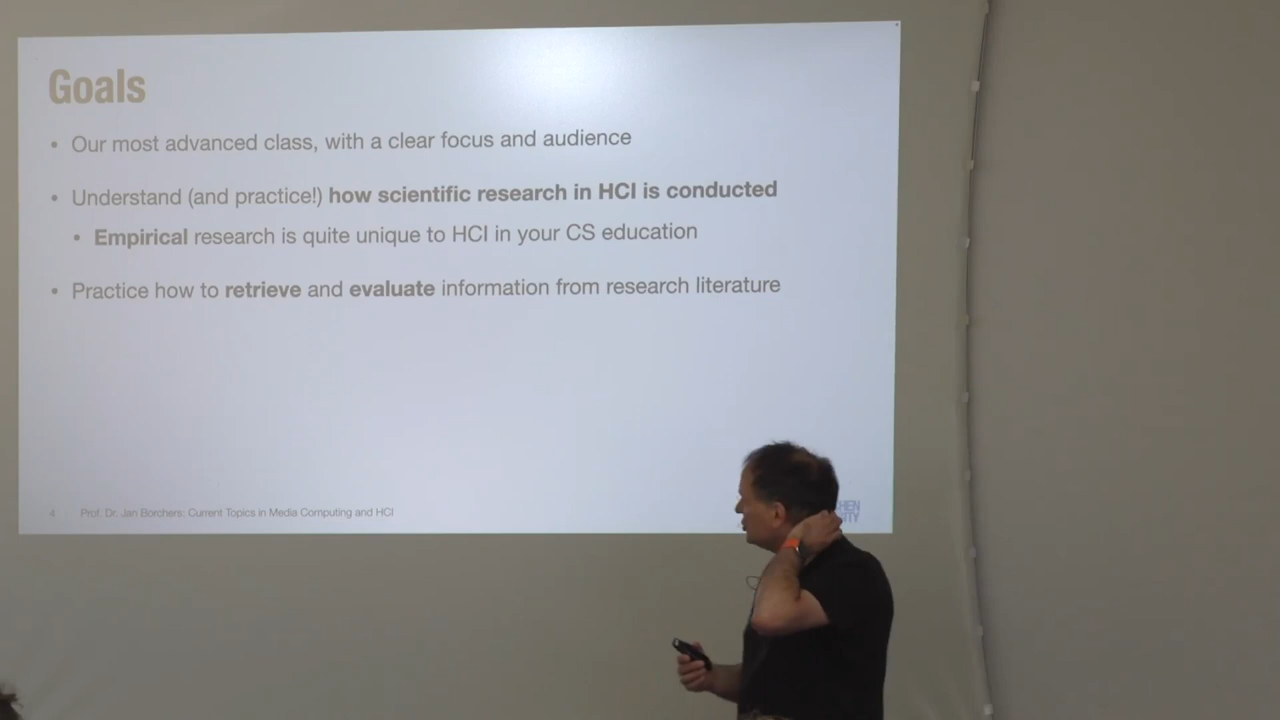 Goals
• Our most advanced class, with a clear focus and audience
• Understand (and practice!) how scientific research in HCI is conducted
• Empirical research is quite unique to HCI in your CS education
• Practice how to retrieve and evaluate information from research literature
4 Prof. Dr. Jan Borchers: Current Topics in Media Computing and HCI